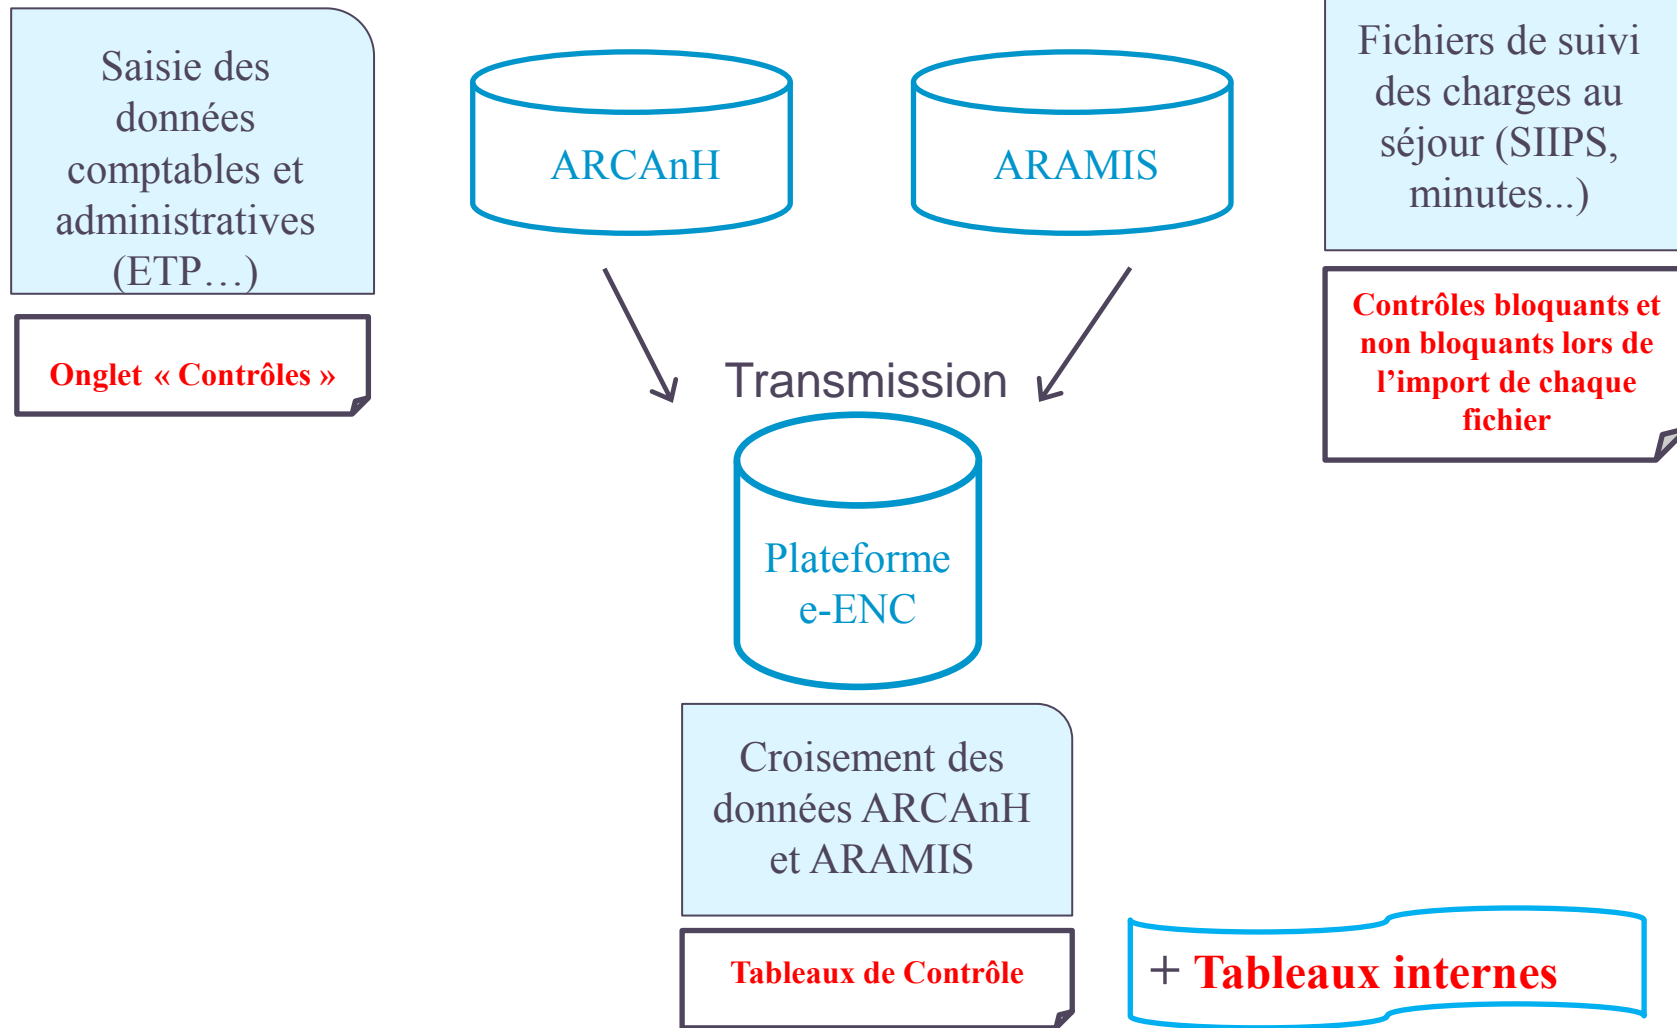 Saisie des
données
comptables et
administratives
(ETP…)
Onglet « Contrôles »
ARCAnH
ARAMIS
Fichiers de suivi
des charges au
séjour (SIIPS,
minutes...)
Contrôles bloquants et
non bloquants lors de
l’import de chaque
fichier
Transmission
Plateforme
e-ENC
Croisement des
données ARCAnH
et ARAMIS
Tableaux de Contrôle
+ Tableaux internes